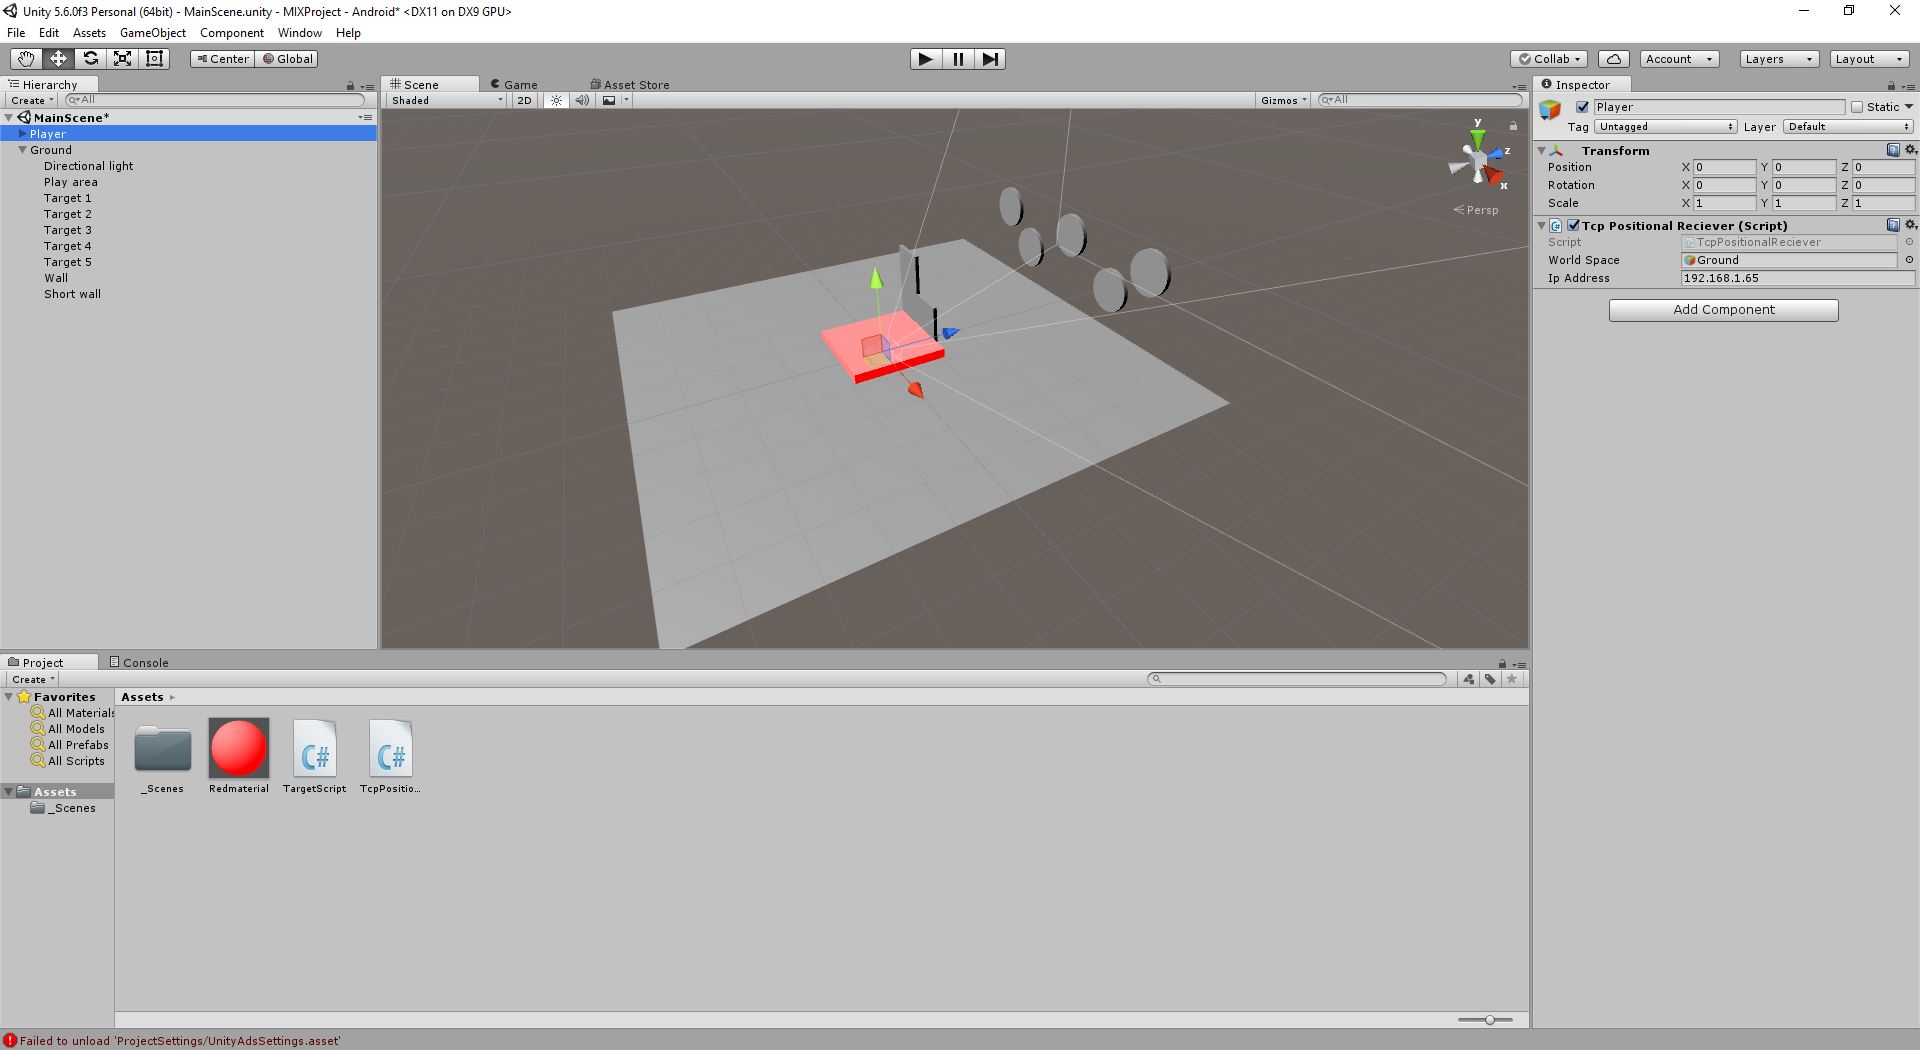 Unity 5.6.0f3 Personal (64bit) - MainScene.unity - MIXProject - Android* <DX11 on DX9 GPU>
File Edit Assets GameObject Component Window Help
Center Global Collab Account Layers Layout
Hierarchy
Create All
MainScene*
Player
Ground
Directional light
Play area
Target 1
Target 2
Target 3
Target 4
Target 5
Wall
Short wall
Scene Game Asset Store
Shaded 2D Gizmos All
y
z
x
Persp
Inspector
Player Static
Tag Untagged Layer Default
Transform
Position X 0 Y 0 Z 0
Rotation X 0 Y 0 Z 0
Scale X 1 Y 1 Z 1
Tcp Positional Reciever (Script)
Script TcpPositionalReciever
World Space Ground
Ip Address 192.168.1.65
Add Component
Project Console
Create
Favorites
All Materials
All Models
All Prefabs
All Scripts
Assets
_Scenes
Assets
C# C#
_Scenes Redmaterial TargetScript TcpPositio...
Failed to unload 'ProjectSettings/UnityAdsSettings.asset'